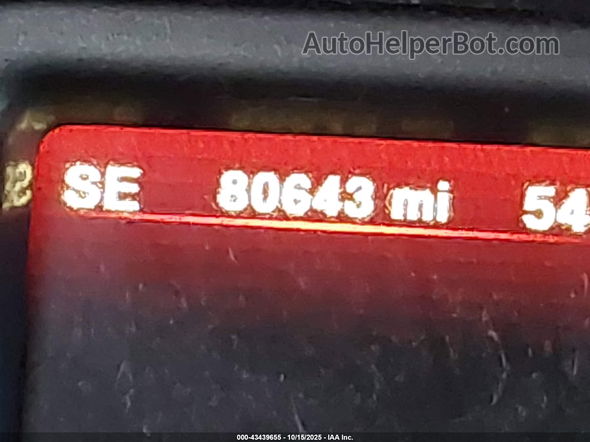 AutoHelperBot.com
SE 80643 mi 54
000-43439655 - 10/15/2025 - IAA Inc.